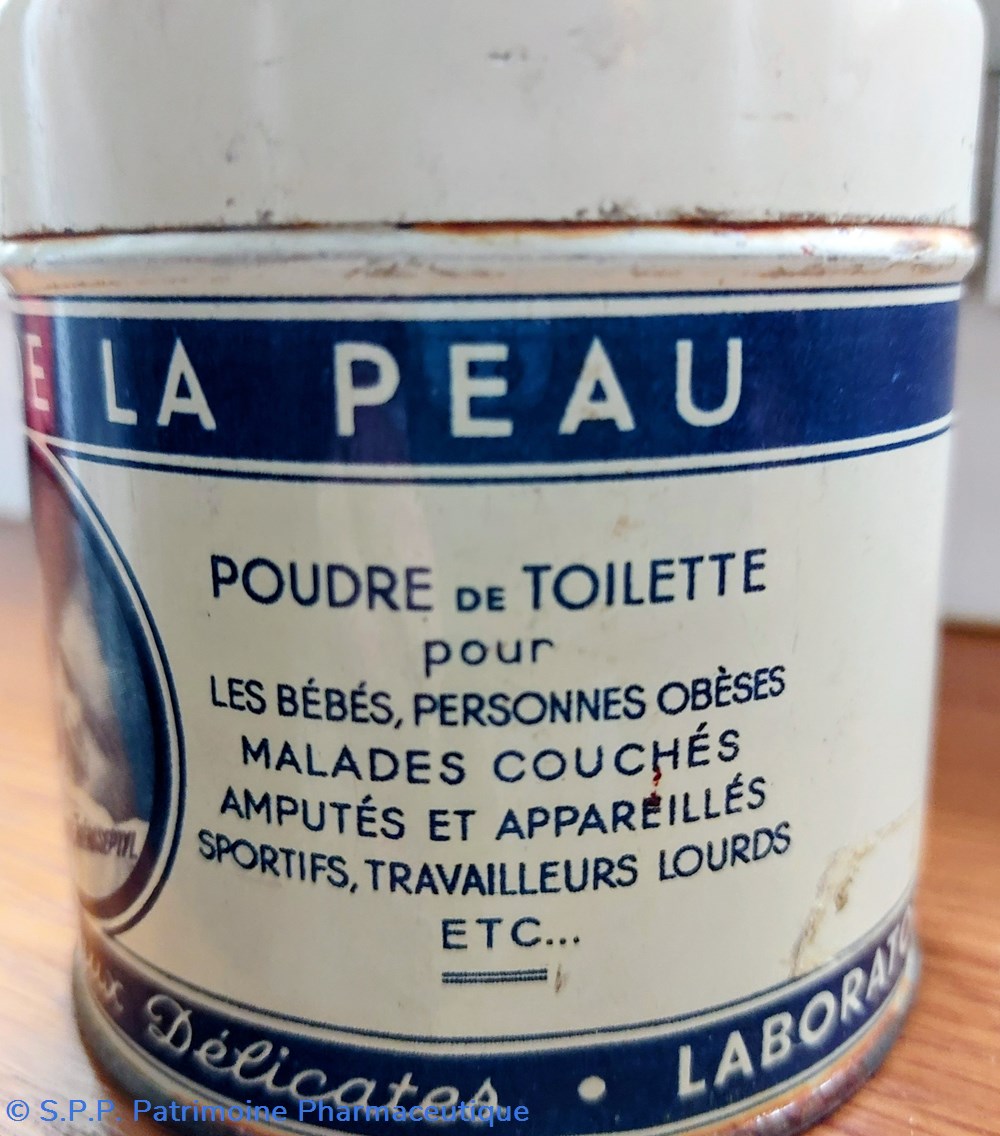 E LA PEAU
POUDRE DE TOILETTE
pour
LES BÉBÉS, PERSONNES OBÈSES
MALADES COUCHÉS
AMPUTÉS ET APPAREILLÉS
SPORTIFS, TRAVAILLEURS LOURDS
ETC...
Délicates • LABORATO
© S.P.P. Patrimoine Pharmaceutique